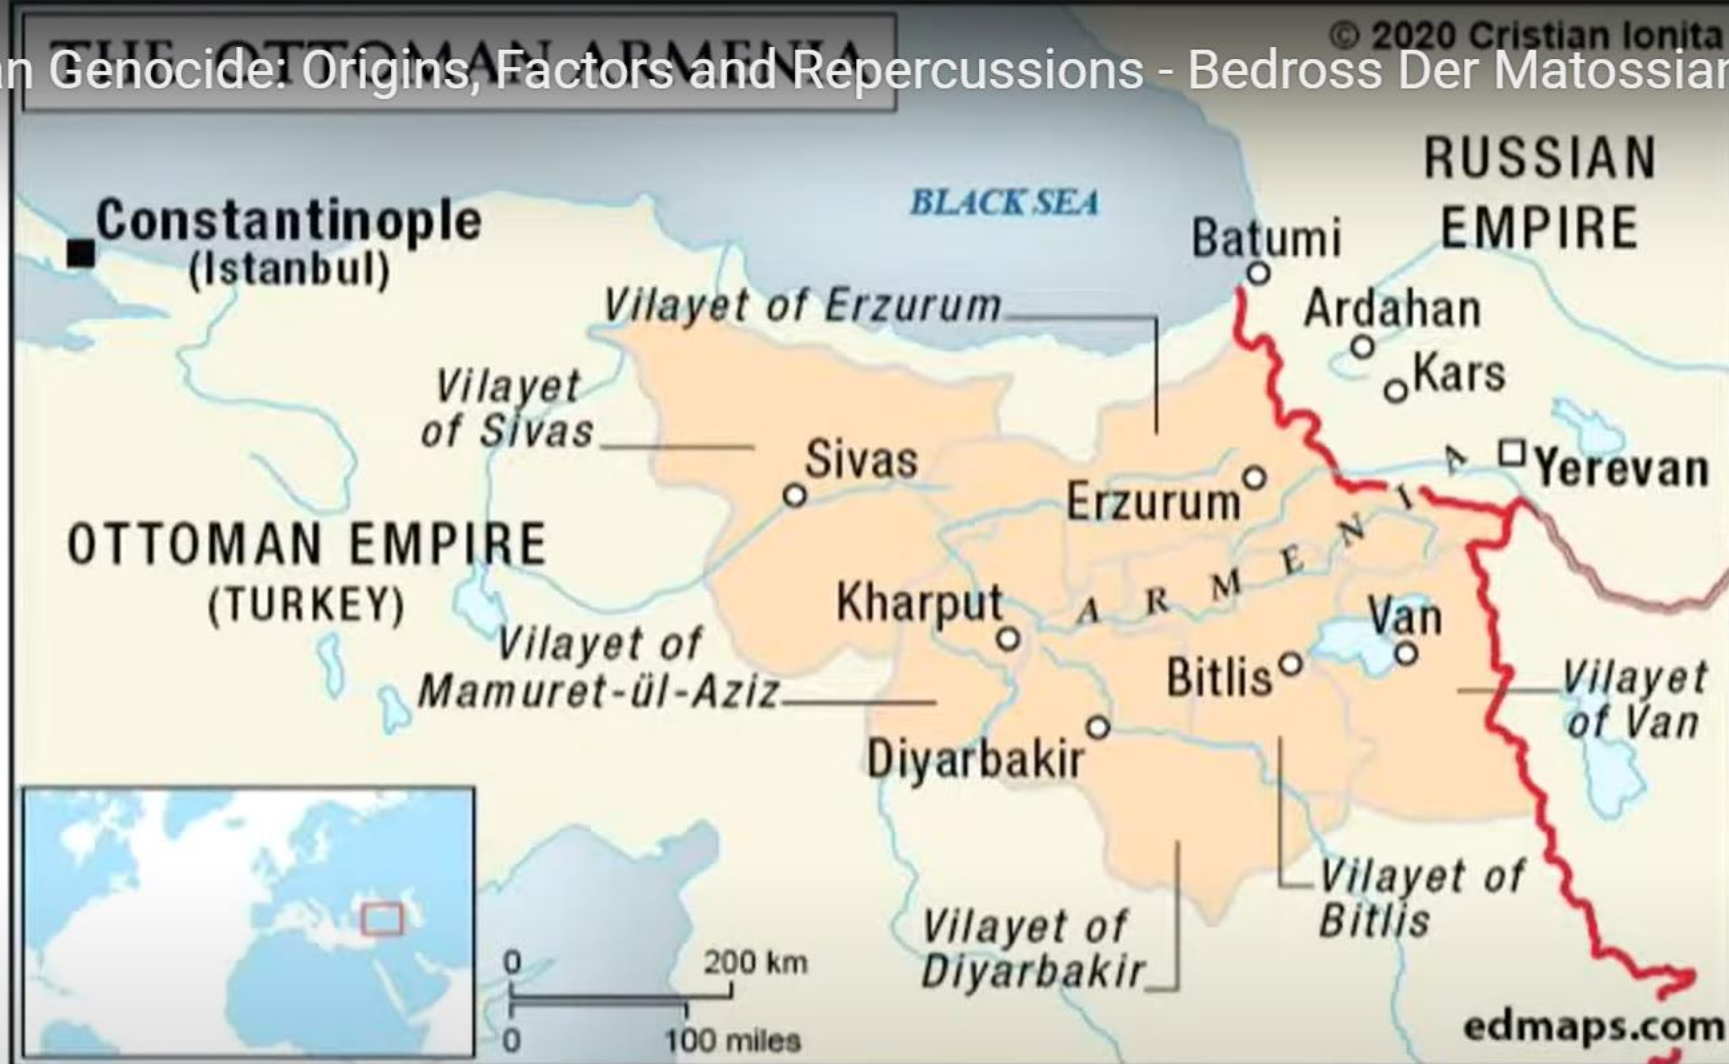 THE OTTOMAN ARMENIA
© 2020 Cristian Ionita
n Genocide: Origins, Factors and Repercussions - Bedross Der Matossian
RUSSIAN
EMPIRE
BLACK SEA
Constantinople
(Istanbul)
Batumi
Ardahan
Kars
Vilayet of Erzurum
Vilayet
of Sivas
Sivas
Yerevan
Erzurum
ARMENIA
OTTOMAN EMPIRE
(TURKEY)
Kharput
Van
Vilayet of
Mamuret-ül-Aziz
Bitlis
Vilayet
of Van
Diyarbakir
Vilayet of
Bitlis
Vilayet of
Diyarbakir
0 200 km
0 100 miles
edmaps.com